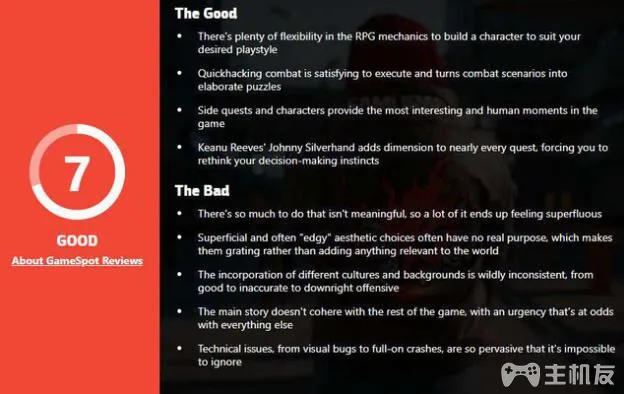 The Good
• There's plenty of flexibility in the RPG mechanics to build a character to suit your
desired playstyle
• Quickhacking combat is satisfying to execute and turns combat scenarios into
elaborate puzzles
• Side quests and characters provide the most interesting and human moments in the
game
• Keanu Reeves' Johnny Silverhand adds dimension to nearly every quest, forcing you to
rethink your decision-making instincts
7
GOOD
About GameSpot Reviews
The Bad
• There's so much to do that isn't meaningful, so a lot of it ends up feeling superfluous
• Superficial and often "edgy" aesthetic choices often have no real purpose, which makes
them grating rather than adding anything relevant to the world
• The incorporation of different cultures and backgrounds is wildly inconsistent, from
good to inaccurate to downright offensive
• The main story doesn't cohere with the rest of the game, with an urgency that's at odds
with everything else
• Technical issues, from visual bugs to full-on crashes, are so pervasive that it's impossible
to ignore
主机友